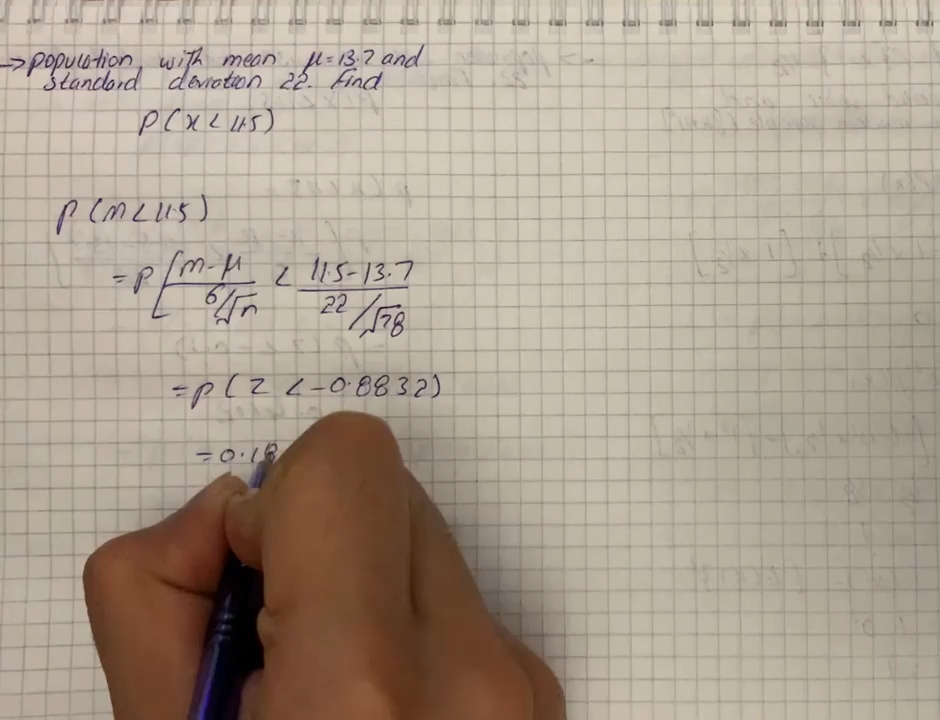 → population with mean μ = 13.7 and
standard deviation 22. Find
P(x < 11.5)
P(m < 11.5)
= P[m-μ/6/√n < 11.5-13.7/22/√78
= p(Z < -0.8832)
= 0.18